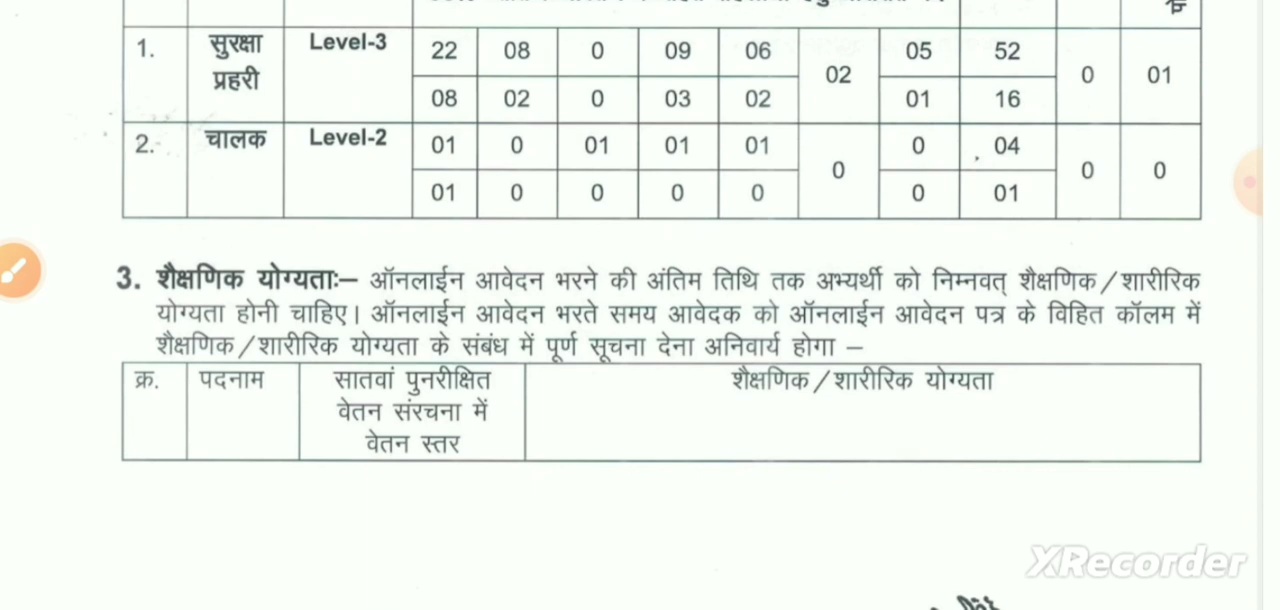 1. सुरक्षा प्रहरी Level-3 22 08 0 09 06 02 05 52 0 01
08 02 0 03 02 01 16
2. चालक Level-2 01 0 01 01 01 0 0 04 0 0
01 0 0 0 0 0 01
3. शैक्षणिक योग्यताः– ऑनलाईन आवेदन भरने की अंतिम तिथि तक अभ्यर्थी को निम्नवत् शैक्षणिक/शारीरिक
योग्यता होनी चाहिए। ऑनलाईन आवेदन भरते समय आवेदक को ऑनलाईन आवेदन पत्र के विहित कॉलम में
शैक्षणिक/शारीरिक योग्यता के संबंध में पूर्ण सूचना देना अनिवार्य होगा –
क्र. पदनाम सातवां पुनरीक्षित शैक्षणिक/शारीरिक योग्यता
वेतन संरचना में
वेतन स्तर
XRecorder